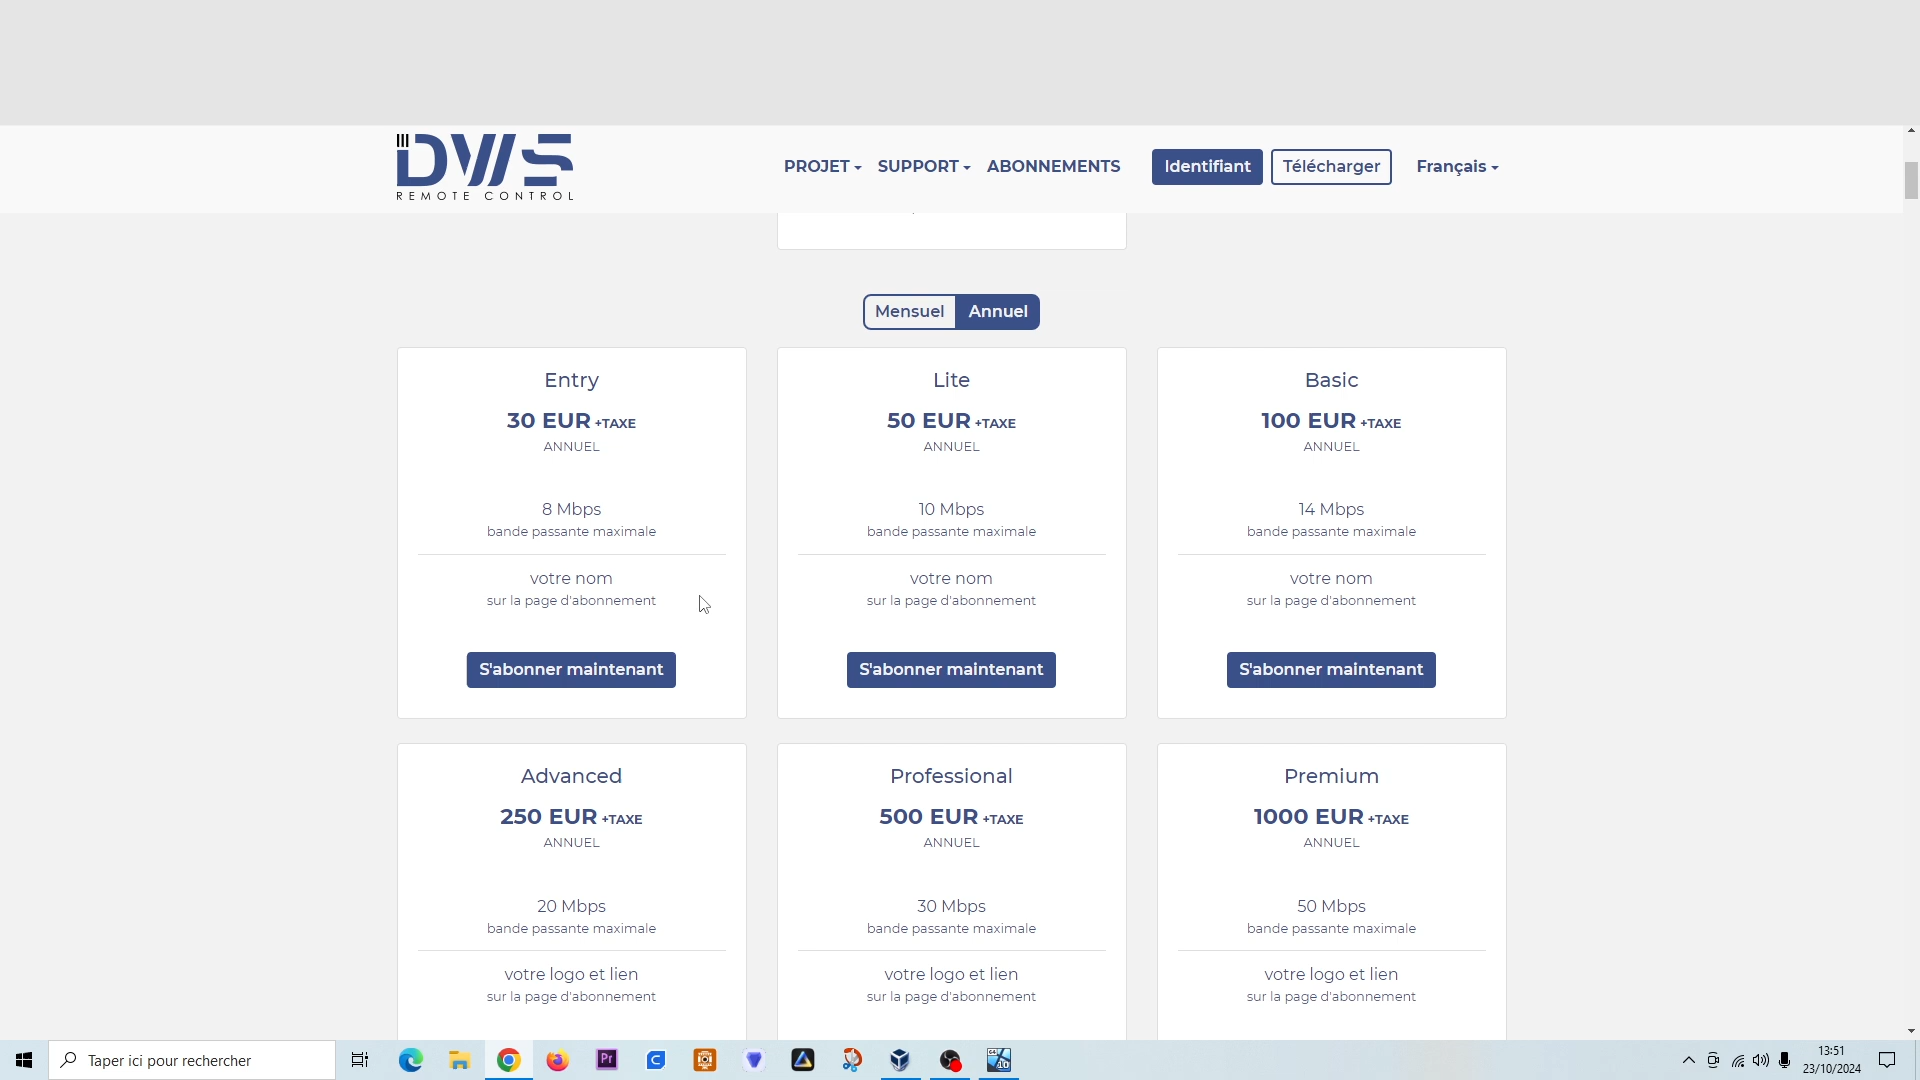 DWS
REMOTE CONTROL
PROJET
SUPPORT
ABONNEMENTS
Identifiant
Télécharger
Français
Mensuel
Annuel
Entry
30 EUR +TAXE
ANNUEL
8 Mbps
bande passante maximale
votre nom
sur la page d'abonnement
S'abonner maintenant
Lite
50 EUR +TAXE
ANNUEL
10 Mbps
bande passante maximale
votre nom
sur la page d'abonnement
S'abonner maintenant
Basic
100 EUR +TAXE
ANNUEL
14 Mbps
bande passante maximale
votre nom
sur la page d'abonnement
S'abonner maintenant
Advanced
250 EUR +TAXE
ANNUEL
20 Mbps
bande passante maximale
votre logo et lien
sur la page d'abonnement
Professional
500 EUR +TAXE
ANNUEL
30 Mbps
bande passante maximale
votre logo et lien
sur la page d'abonnement
Premium
1000 EUR +TAXE
ANNUEL
50 Mbps
bande passante maximale
votre logo et lien
sur la page d'abonnement
Taper ici pour rechercher
Pr
13:51
23/10/2024